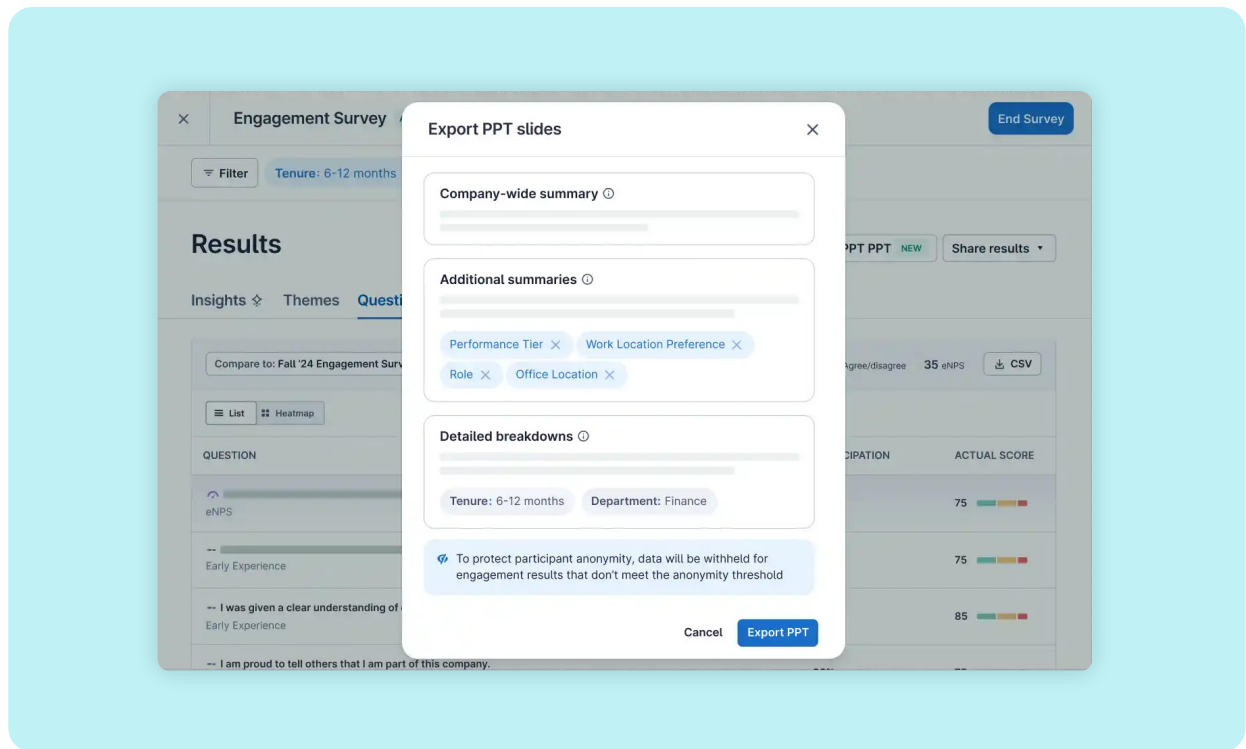 Engagement Survey
Export PPT slides
End Survey
Filter
Tenure: 6-12 months
Company-wide summary
Results
PPT PPT NEW
Share results
Additional summaries
Insights
Themes
Performance Tier
Work Location Preference
Compare to: Fall '24 Engagement
Role
Office Location
Agree/disagree
35 eNPS
CSV
List
Heatmap
Detailed breakdowns
QUESTION
ACTUAL SCORE
Tenure: 6-12 months
Department: Finance
75
eNPS
To protect participant anonymity, data will be withheld for
engagement results that don't meet the anonymity threshold
-- 
Early Experience
75
-- I was given a clear understanding of
Early Experience
85
Cancel
Export PPT
-- I am proud to tell others that I am part of this company.